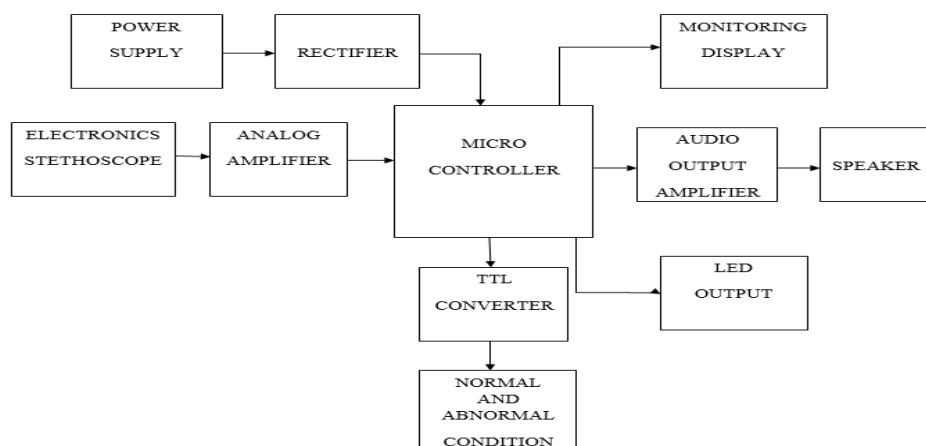 POWER
SUPPLY
RECTIFIER
MONITORING
DISPLAY
ELECTRONICS
STETHOSCOPE
ANALOG
AMPLIFIER
MICRO
CONTROLLER
AUDIO
OUTPUT
AMPLIFIER
SPEAKER
TTL
CONVERTER
LED
OUTPUT
NORMAL
AND
ABNORMAL
CONDITION